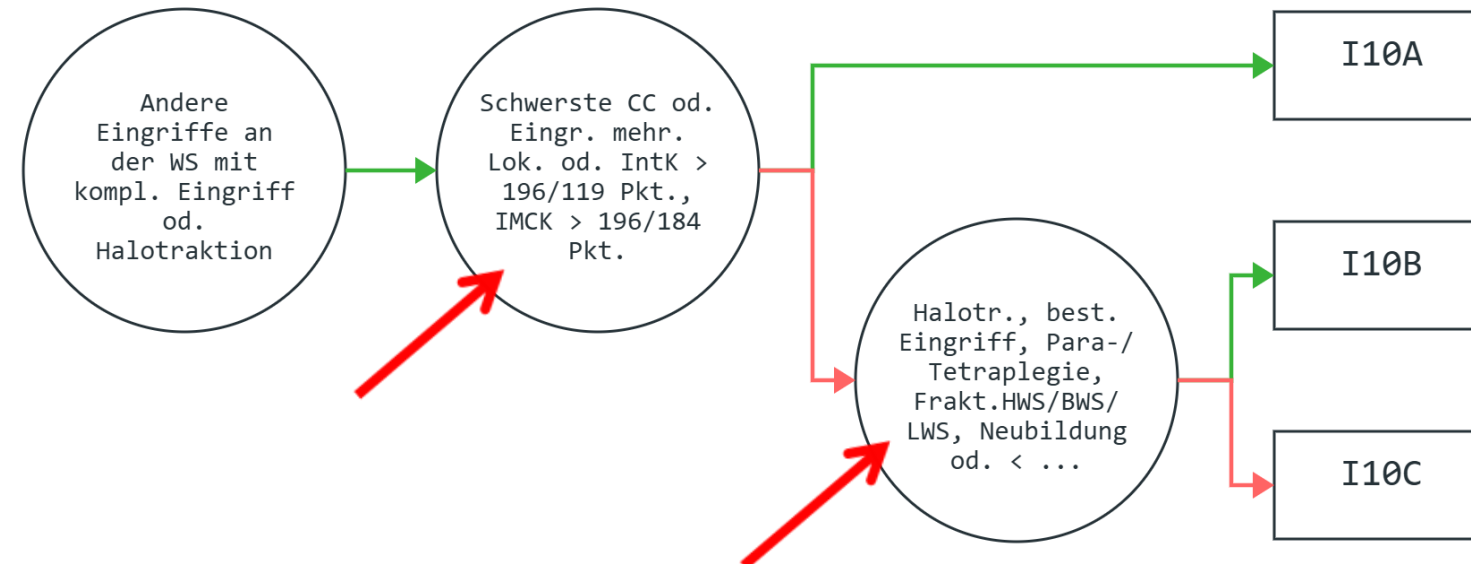 Andere
Eingriffe an
der WS mit
kompl. Eingriff
od.
Halotraktion
Schwerste CC od.
Eingr. mehr.
Lok. od. IntK >
196/119 Pkt.,
IMCK > 196/184
Pkt.
I10A
Halotr., best.
Eingriff, Para-/
Tetraplegie,
Frakt.HWS/BWS/
LWS, Neubildung
od. < ...
I10B
I10C